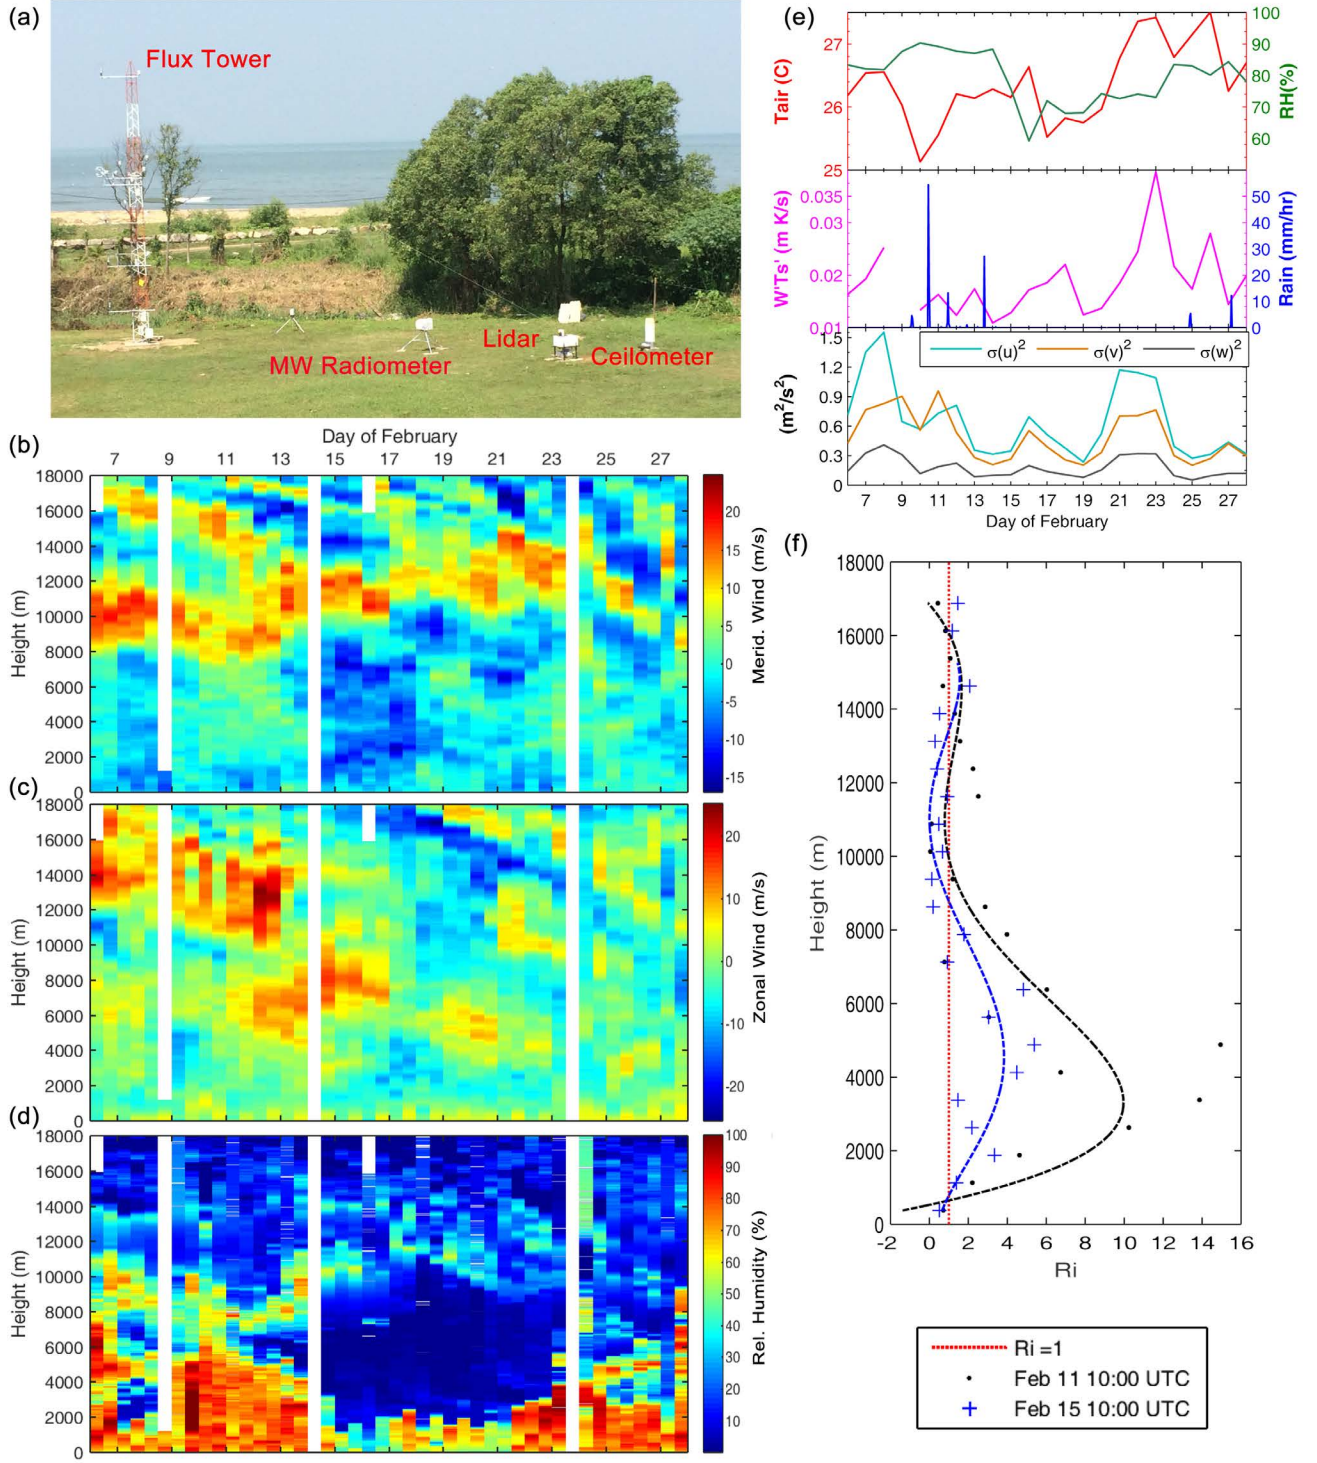 (a)
Flux Tower
MW Radiometer
Lidar
Ceilometer
(b)
Day of February
7 9 11 13 15 17 19 21 23 25 27
18000
16000
14000
12000
10000
8000
6000
4000
2000
0
Height (m)
20
15
10
5
0
-5
-10
-15
Merid. Wind (m/s)
(c)
18000
16000
14000
12000
10000
8000
6000
4000
2000
0
Height (m)
20
10
0
-10
-20
Zonal Wind (m/s)
(d)
18000
16000
14000
12000
10000
8000
6000
4000
2000
0
Height (m)
100
90
80
70
60
50
40
30
20
10
Rel. Humidity (%)
(e)
27
26
25
Tair (C)
100
90
80
70
60
RH(%)
0.035
0.03
0.02
0.01
W'Ts' (m K/s)
50
40
30
20
10
0
Rain (mm/hr)
σ(u)² σ(v)² σ(w)²
1.5
1.2
0.9
0.6
0.3
0
(m²/s²)
7 9 11 13 15 17 19 21 23 25 27
Day of February
(f)
18000
16000
14000
12000
10000
8000
6000
4000
2000
0
Height (m)
-2 0 2 4 6 8 10 12 14 16
Ri
Ri =1
Feb 11 10:00 UTC
Feb 15 10:00 UTC